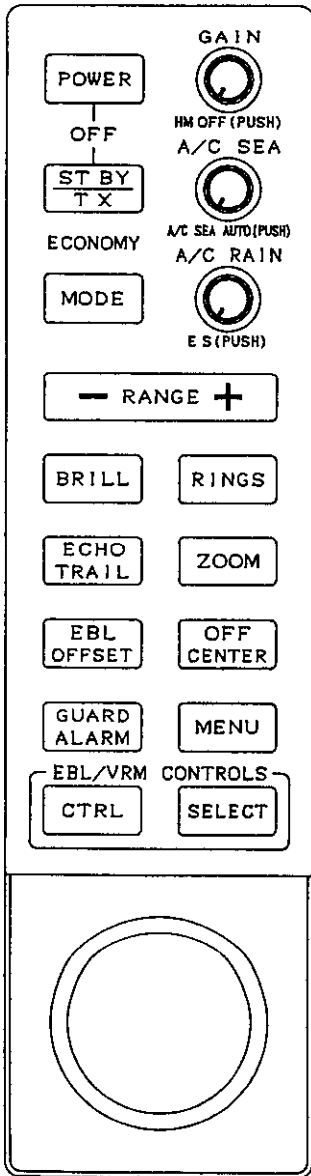 GAIN
POWER
HM OFF (PUSH)
OFF
A/C SEA
ST BY
TX
A/C SEA AUTO(PUSH)
ECONOMY
A/C RAIN
MODE
ES(PUSH)
− RANGE +
BRILL RINGS
ECHO TRAIL ZOOM
EBL OFFSET OFF CENTER
GUARD ALARM MENU
EBL/VRM CONTROLS
CTRL SELECT